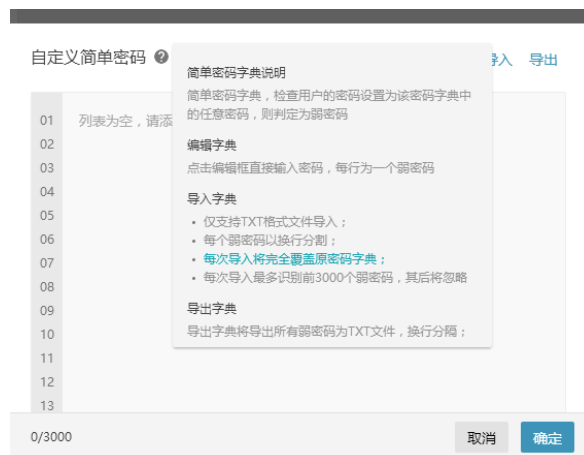 自定义简单密码 ? 导入 导出
简单密码字典说明
简单密码字典，检查用户的密码设置为该密码字典中
的任意密码，则判定为弱密码
01 列表为空，请添
02
编辑字典
03
点击编辑框直接输入密码，每行为一个弱密码
04
导入字典
05
• 仅支持TXT格式文件导入；
06
• 每个弱密码以换行分割；
07
• 每次导入将完全覆盖原密码字典；
08
• 每次导入最多识别前3000个弱密码，其后将忽略
09
导出字典
10
导出字典将导出所有弱密码为TXT文件，换行分隔；
11
12
13
0/3000 取消 确定